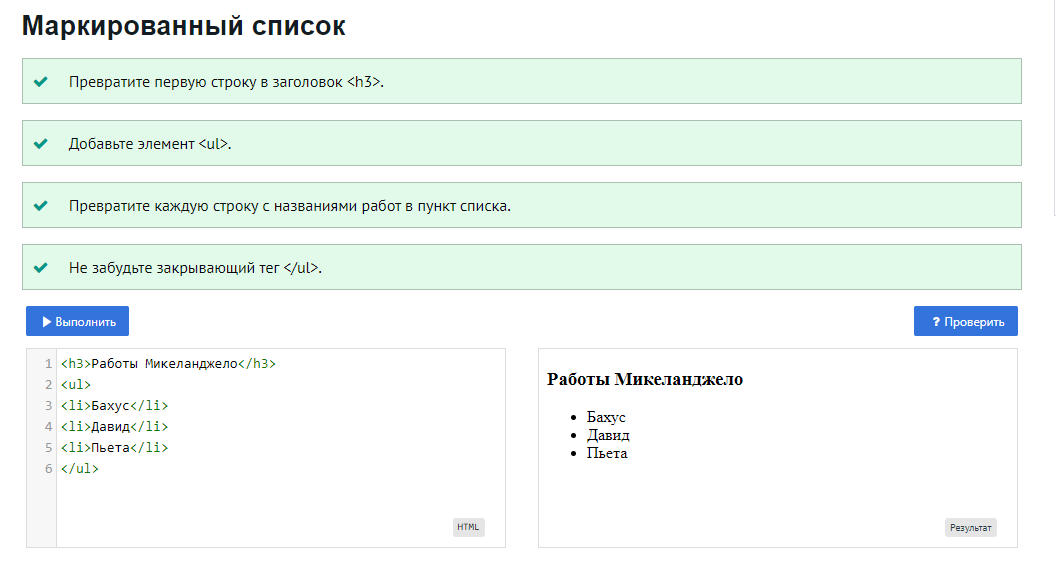 Маркированный список
Превратите первую строку в заголовок <h3>.
Добавьте элемент <ul>.
Превратите каждую строку с названиями работ в пункт списка.
Не забудьте закрывающий тег </ul>.
Выполнить
? Проверить
1 <h3>Работы Микеланджело</h3>
2 <ul>
3 <li>Бахус</li>
4 <li>Давид</li>
5 <li>Пьета</li>
6 </ul>
HTML
Работы Микеланджело
• Бахус
• Давид
• Пьета
Результат